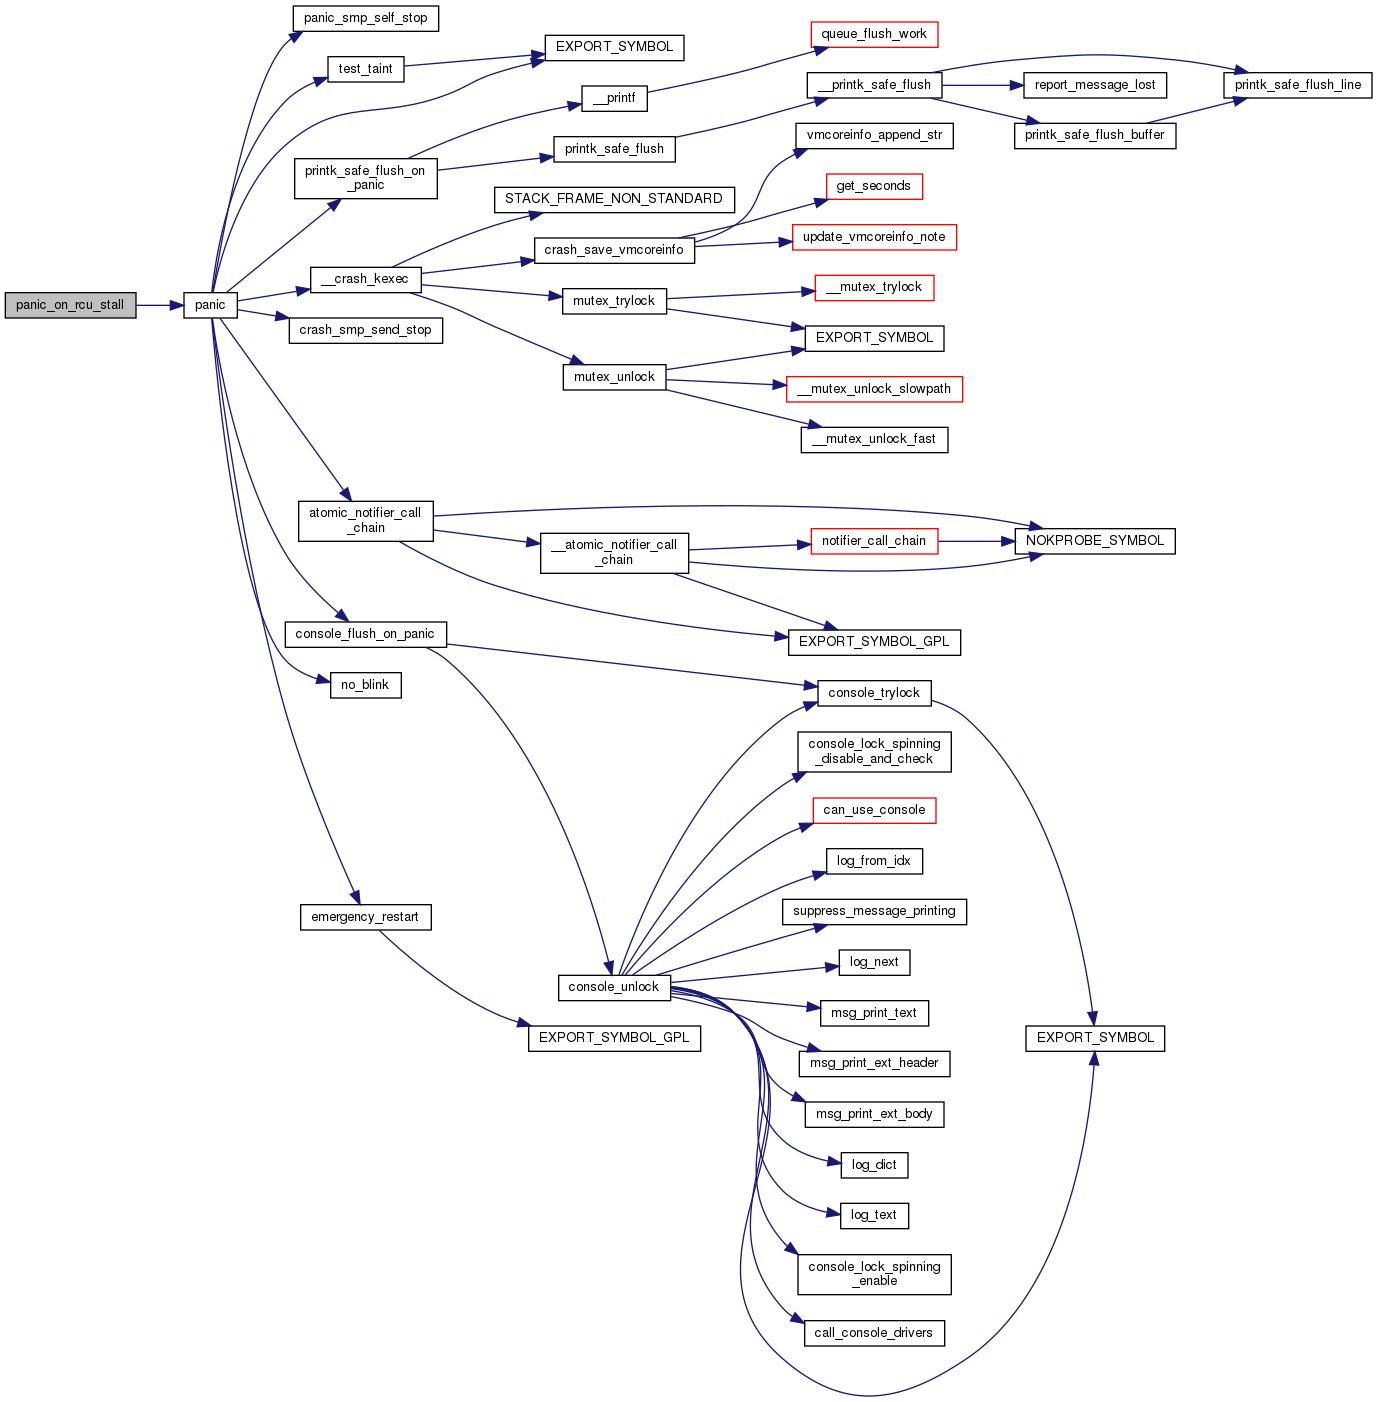 panic_smp_self_stop
queue_flush_work
EXPORT_SYMBOL
test_taint
__printk_safe_flush
report_message_lost
printk_safe_flush_line
__printf
vmcoreinfo_append_str
printk_safe_flush_buffer
printk_safe_flush
printk_safe_flush_on
_panic
get_seconds
STACK_FRAME_NON_STANDARD
update_vmcoreinfo_note
crash_save_vmcoreinfo
__crash_kexec
__mutex_trylock
mutex_trylock
panic_on_rcu_stall
panic
crash_smp_send_stop
EXPORT_SYMBOL
mutex_unlock
__mutex_unlock_slowpath
__mutex_unlock_fast
atomic_notifier_call
_chain
__atomic_notifier_call
_chain
notifier_call_chain
NOKPROBE_SYMBOL
console_flush_on_panic
EXPORT_SYMBOL_GPL
no_blink
console_trylock
console_lock_spinning
_disable_and_check
can_use_console
log_from_idx
emergency_restart
suppress_message_printing
log_next
console_unlock
msg_print_text
EXPORT_SYMBOL_GPL
EXPORT_SYMBOL
msg_print_ext_header
msg_print_ext_body
log_dict
log_text
console_lock_spinning
_enable
call_console_drivers